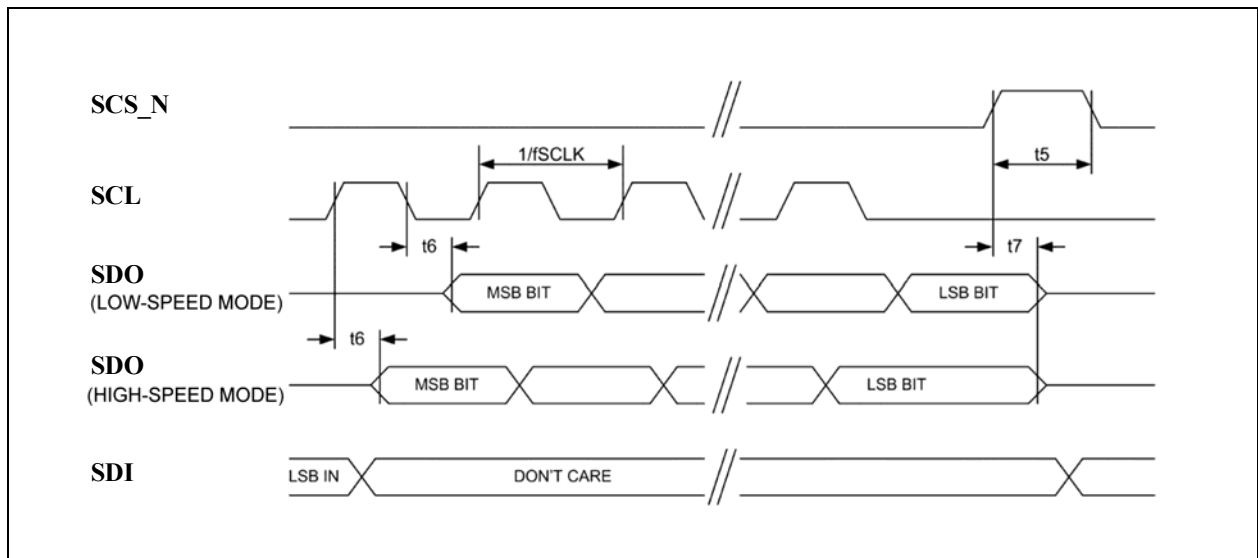 SCS_N
1/fSCLK
t5
SCL
t6
t7
SDO
(LOW-SPEED MODE)
MSB BIT
LSB BIT
t6
SDO
(HIGH-SPEED MODE)
MSB BIT
LSB BIT
SDI
LSB IN
DON'T CARE